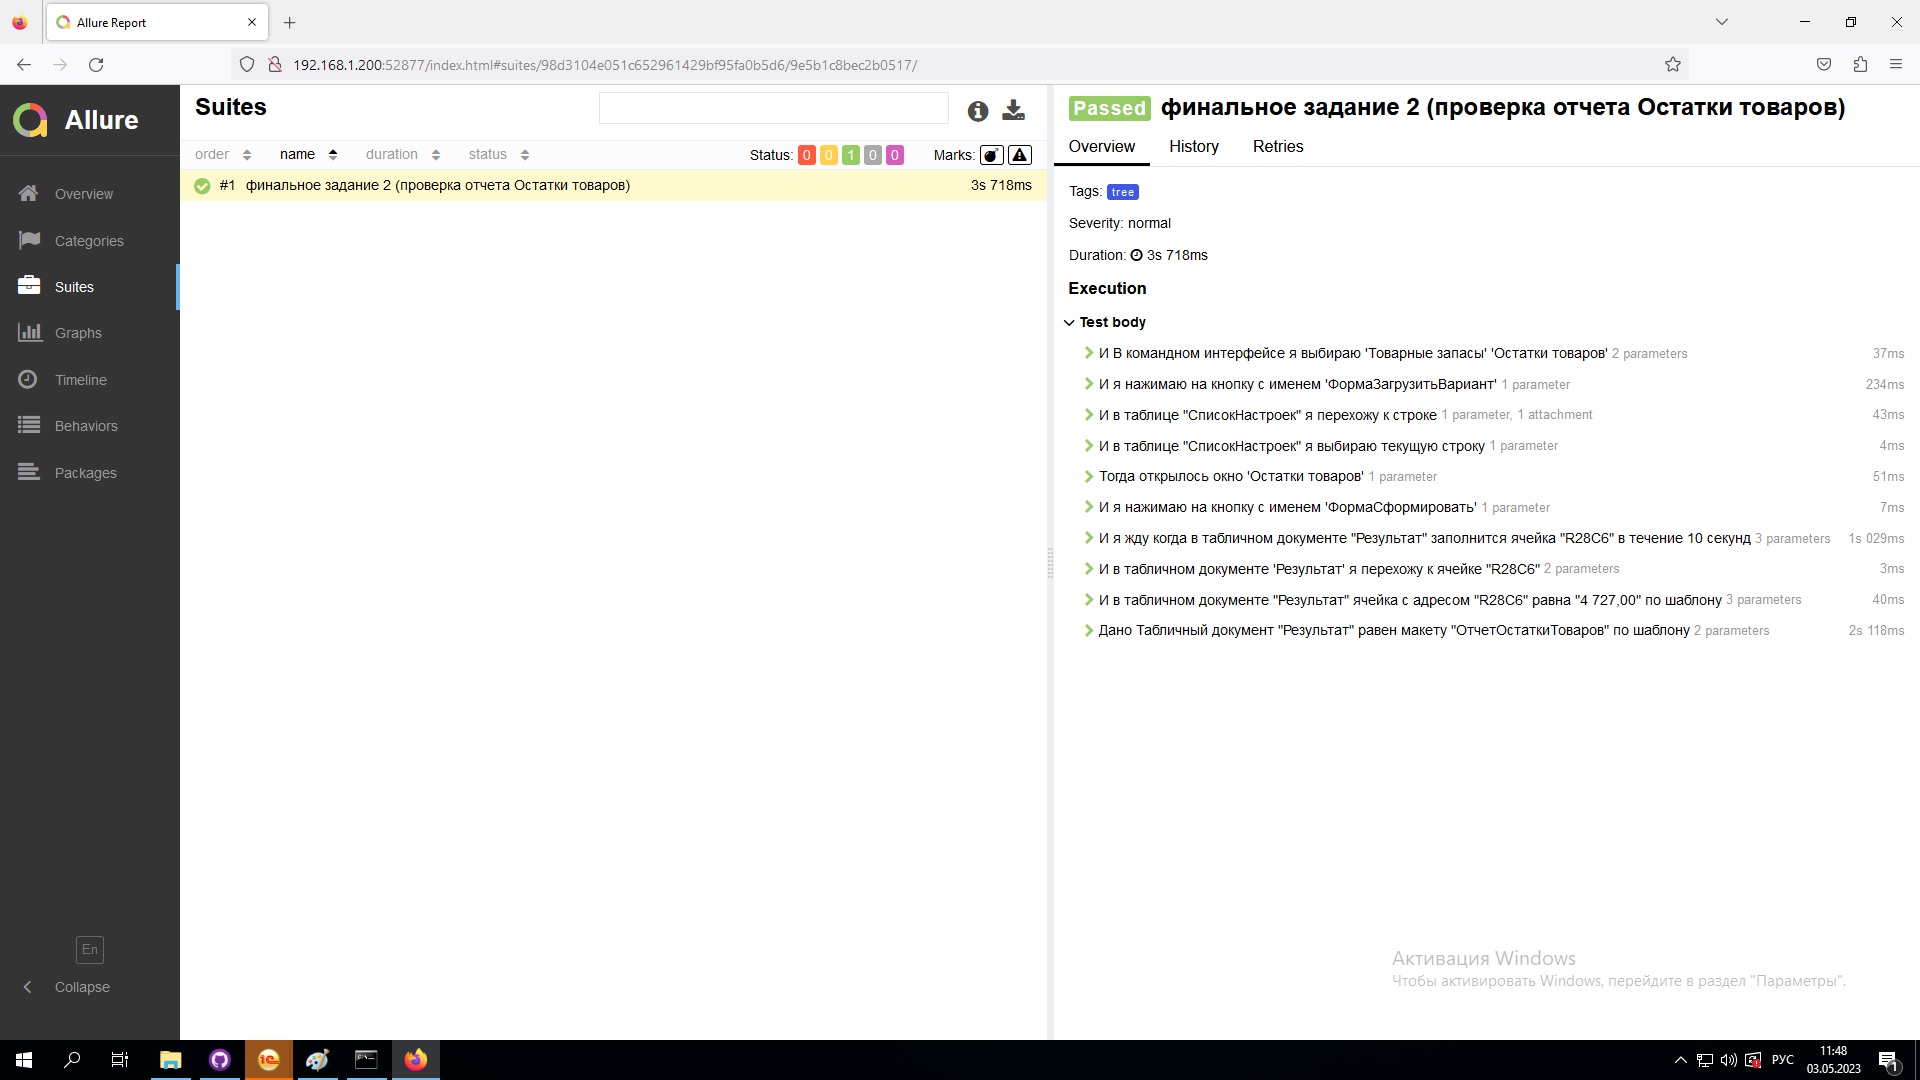 Allure Report
192.168.1.200:52877/index.html#suites/98d3104e051c652961429bf95fa0b5d6/9e5b1c8bec2b0517/
Allure
Overview
Categories
Suites
Graphs
Timeline
Behaviors
Packages
En
Collapse
Suites
order name duration status Status: 0 0 1 0 0 Marks:
#1 финальное задание 2 (проверка отчета Остатки товаров) 3s 718ms
Passed финальное задание 2 (проверка отчета Остатки товаров)
Overview History Retries
Tags: tree
Severity: normal
Duration: 3s 718ms
Execution
Test body
И В командном интерфейсе я выбираю 'Товарные запасы' 'Остатки товаров' 2 parameters 37ms
И я нажимаю на кнопку с именем 'ФормаЗагрузитьВариант' 1 parameter 234ms
И в таблице "СписокНастроек" я перехожу к строке 1 parameter, 1 attachment 43ms
И в таблице "СписокНастроек" я выбираю текущую строку 1 parameter 4ms
Тогда открылось окно 'Остатки товаров' 1 parameter 51ms
И я нажимаю на кнопку с именем 'ФормаСформировать' 1 parameter 7ms
И я жду когда в табличном документе "Результат" заполнится ячейка "R28C6" в течение 10 секунд 3 parameters 1s 029ms
И в табличном документе 'Результат' я перехожу к ячейке "R28C6" 2 parameters 3ms
И в табличном документе "Результат" ячейка с адресом "R28C6" равна "4 727,00" по шаблону 3 parameters 40ms
Дано Табличный документ "Результат" равен макету "ОтчетОстаткиТоваров" по шаблону 2 parameters 2s 118ms
Активация Windows
Чтобы активировать Windows, перейдите в раздел "Параметры".
РУС
11:48
03.05.2023
1